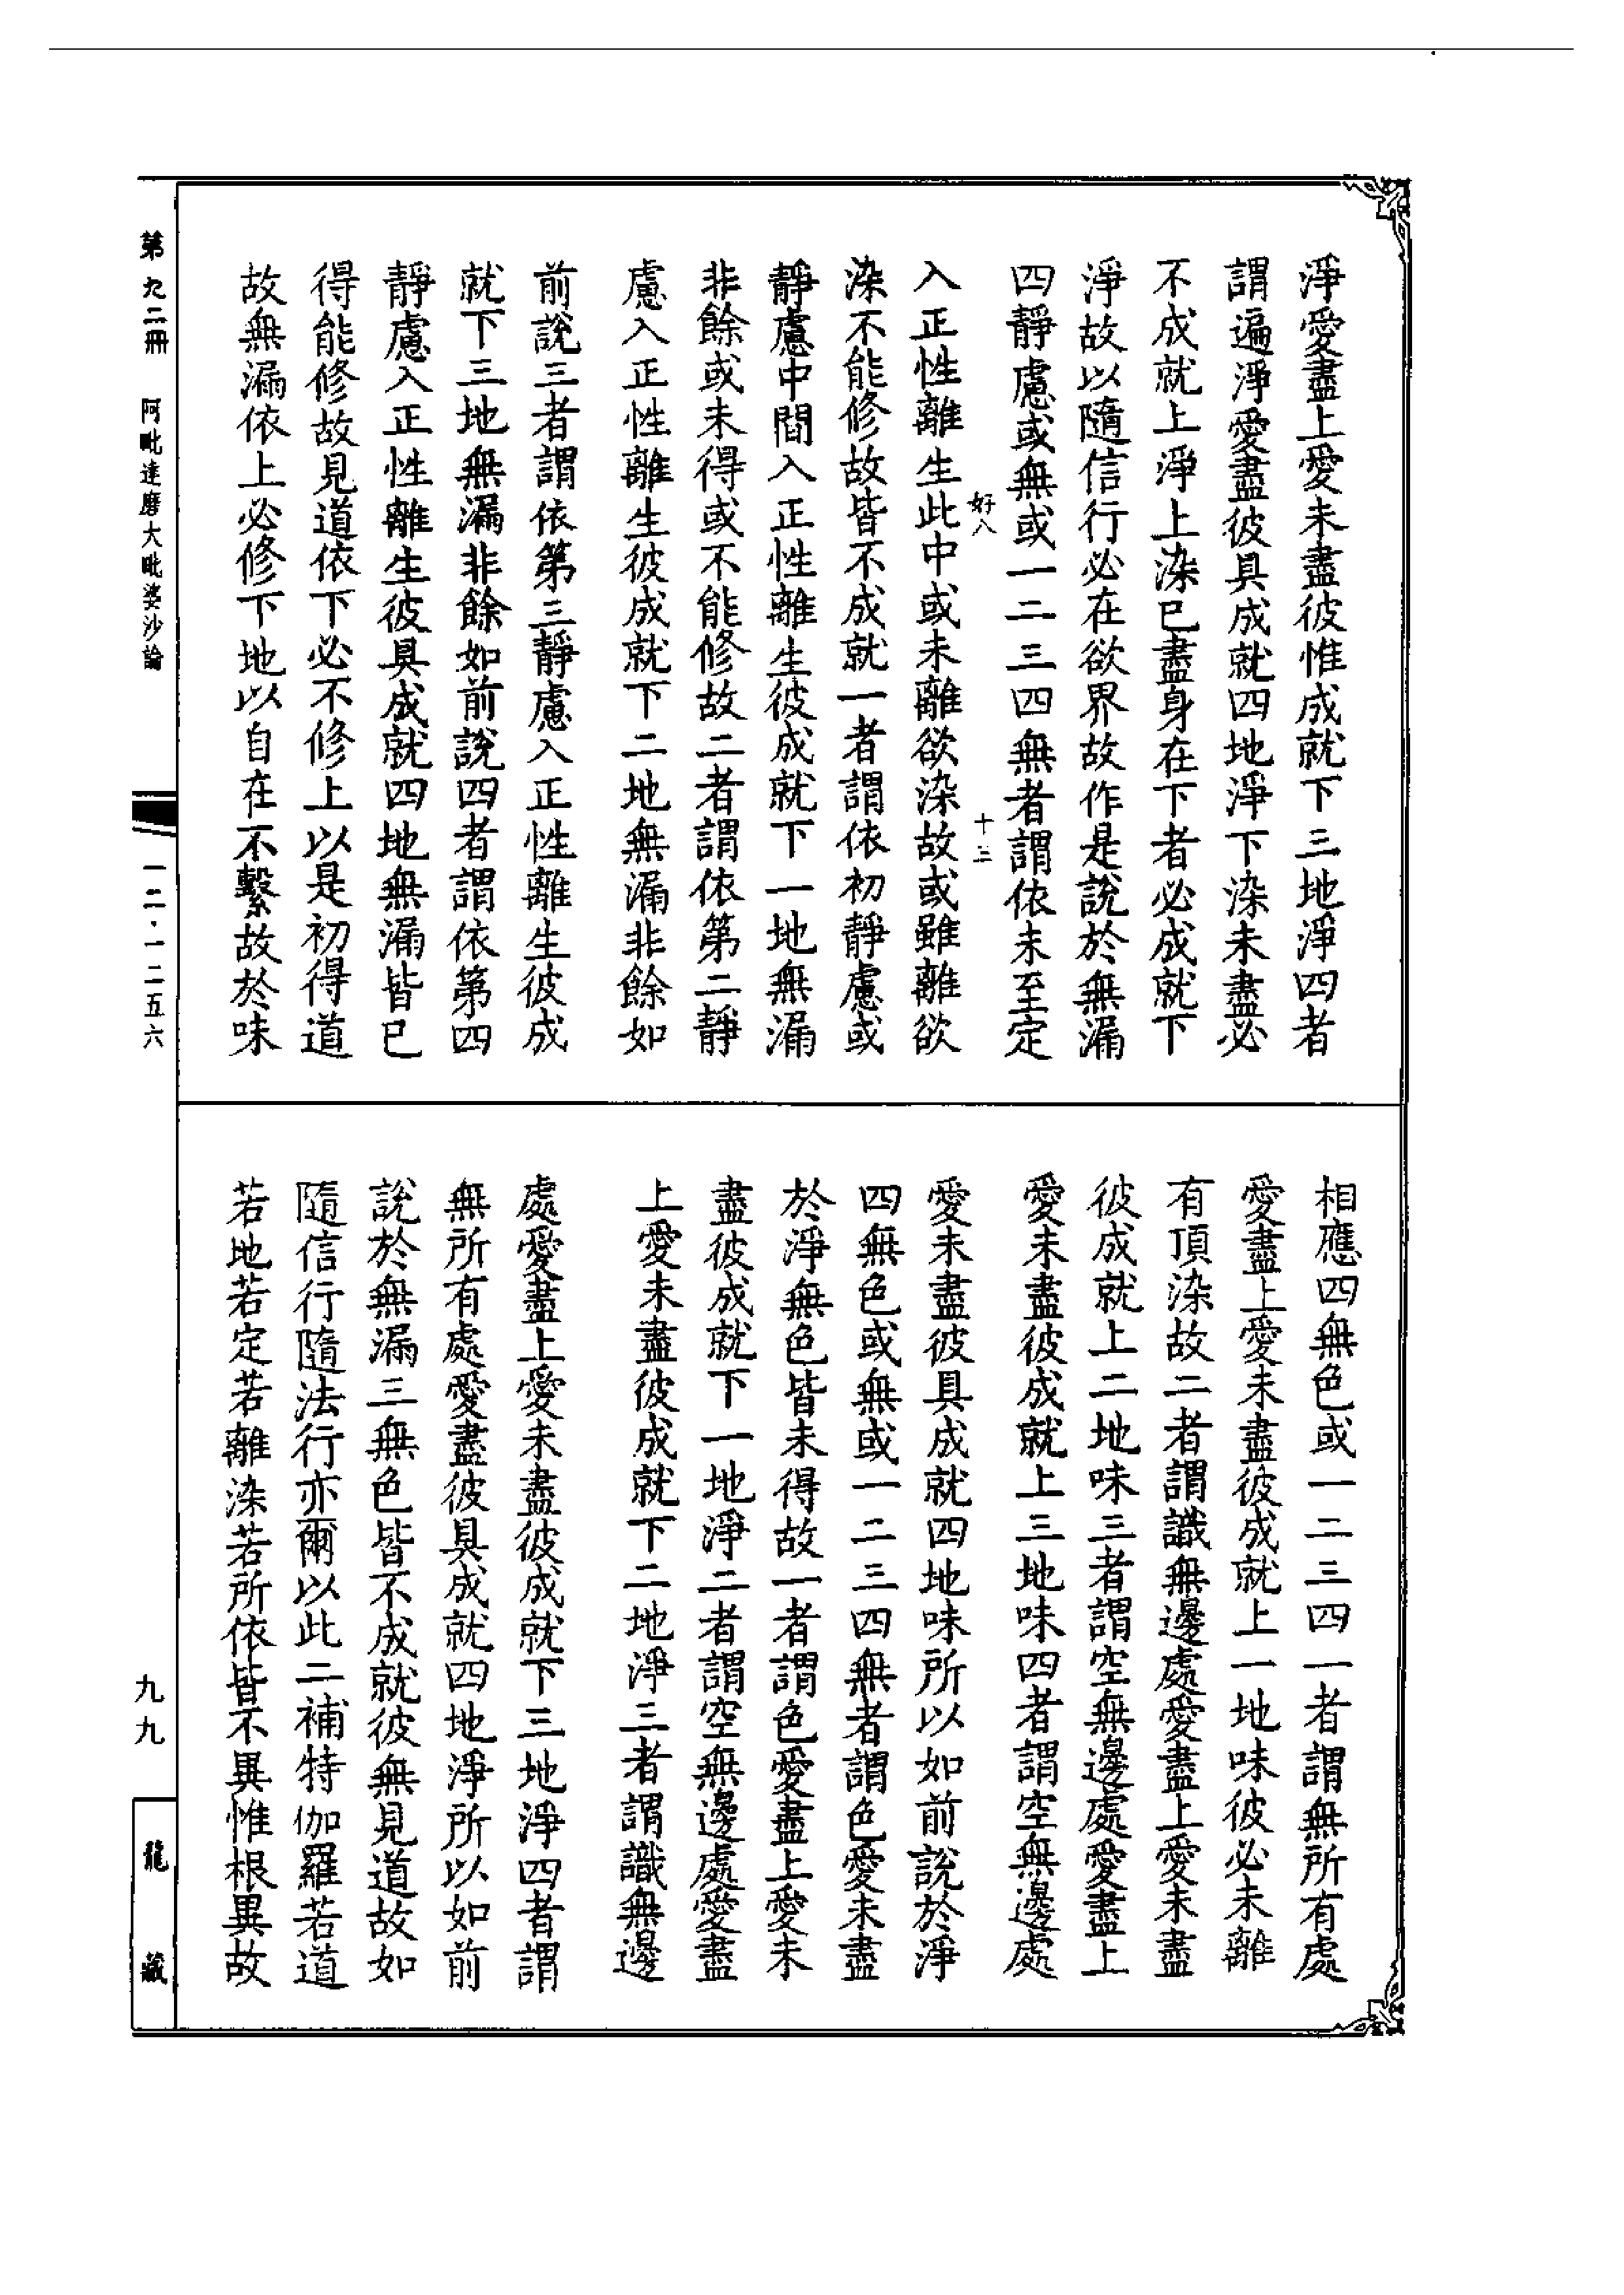 淨愛盡上愛未盡彼惟成就下三地淨四者
謂遍淨愛盡彼具成就四地淨下染未盡必
不成就上淨上染已盡身在下者必成就下
淨故以隨信行必在欲界故作是說於無漏
四靜慮或無或一二三四無者謂依未至定
好八 十三
入正性離生此中或未離欲染故或雖離欲
染不能修故皆不成就一者謂依初靜慮或
靜慮中間入正性離生彼成就下一地無漏
非餘或未得或不能修故二者謂依第二靜
慮入正性離生彼成就下二地無漏非餘如
前說三者謂依第三靜慮入正性離生彼成
就下三地無漏非餘如前說四者謂依第四
靜慮入正性離生彼具成就四地無漏皆已
得能修故見道依下必不修上以是初得道
故無漏依上必修下地以自在不繫故於味
相應四無色或一二三四一者謂無所有處
愛盡上愛未盡彼成就上一地味彼必未離
有頂染故二者謂識無邊處愛盡上愛未盡
彼成就上二地味三者謂空無邊處愛盡上
愛未盡彼成就上三地味四者謂空無邊處
愛未盡彼具成就四地味所以如前說於淨
四無色或無或一二三四無者謂色愛未盡
於淨無色皆未得故一者謂色愛盡上愛未
盡彼成就下一地淨二者謂空無邊處愛盡
上愛未盡彼成就下二地淨三者謂識無邊
處愛盡上愛未盡彼成就下三地淨四者謂
無所有處愛盡彼具成就四地淨所以如前
說於無漏三無色皆不成就彼無見道故如
隨信行隨法行亦爾以此二補特伽羅若道
若地若定若離染若所依皆不異惟根異故
第九二冊 阿毗達磨大毗婆沙論
一二·一二五六
九九
龍藏